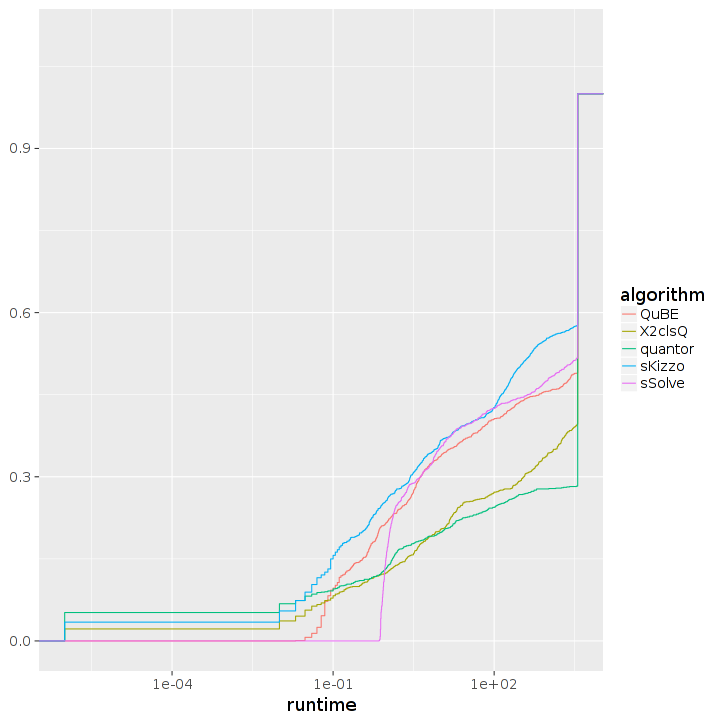 0.9
0.6
0.3
0.0
1e-04
1e-01
1e+02
runtime
algorithm
QuBE
X2clsQ
quantor
sKizzo
sSolve